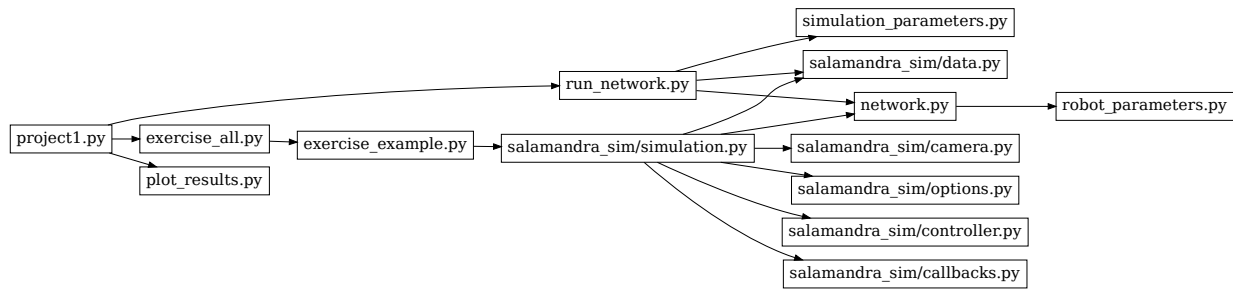 simulation_parameters.py
salamandra_sim/data.py
run_network.py
network.py
robot_parameters.py
project1.py
exercise_all.py
exercise_example.py
salamandra_sim/simulation.py
salamandra_sim/camera.py
plot_results.py
salamandra_sim/options.py
salamandra_sim/controller.py
salamandra_sim/callbacks.py